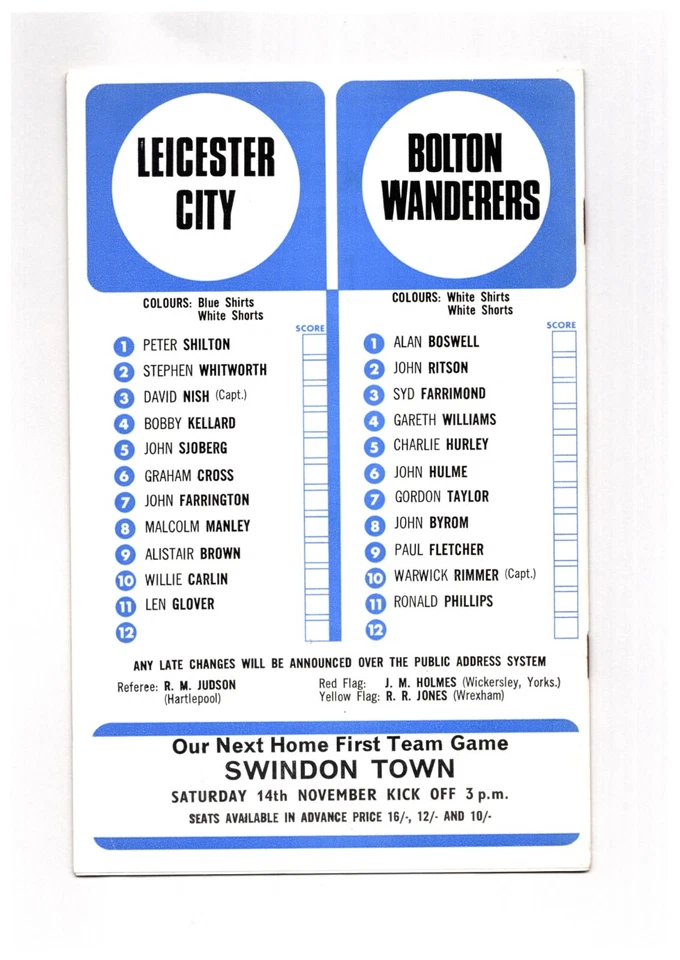 LEICESTER
CITY
COLOURS: Blue Shirts
White Shorts
SCORE
1 PETER SHILTON
2 STEPHEN WHITWORTH
3 DAVID NISH (Capt.)
4 BOBBY KELLARD
5 JOHN SJOBERG
6 GRAHAM CROSS
7 JOHN FARRINGTON
8 MALCOLM MANLEY
9 ALISTAIR BROWN
10 WILLIE CARLIN
11 LEN GLOVER
12
BOLTON
WANDERERS
COLOURS: White Shirts
White Shorts
SCORE
1 ALAN BOSWELL
2 JOHN RITSON
3 SYD FARRIMOND
4 GARETH WILLIAMS
5 CHARLIE HURLEY
6 JOHN HULME
7 GORDON TAYLOR
8 JOHN BYROM
9 PAUL FLETCHER
10 WARWICK RIMMER (Capt.)
11 RONALD PHILLIPS
12
ANY LATE CHANGES WILL BE ANNOUNCED OVER THE PUBLIC ADDRESS SYSTEM
Referee: R. M. JUDSON
(Hartlepool)
Red Flag: J. M. HOLMES (Wickersley, Yorks.)
Yellow Flag: R. R. JONES (Wrexham)
Our Next Home First Team Game
SWINDON TOWN
SATURDAY 14th NOVEMBER KICK OFF 3 p.m.
SEATS AVAILABLE IN ADVANCE PRICE 16/-, 12/- AND 10/-